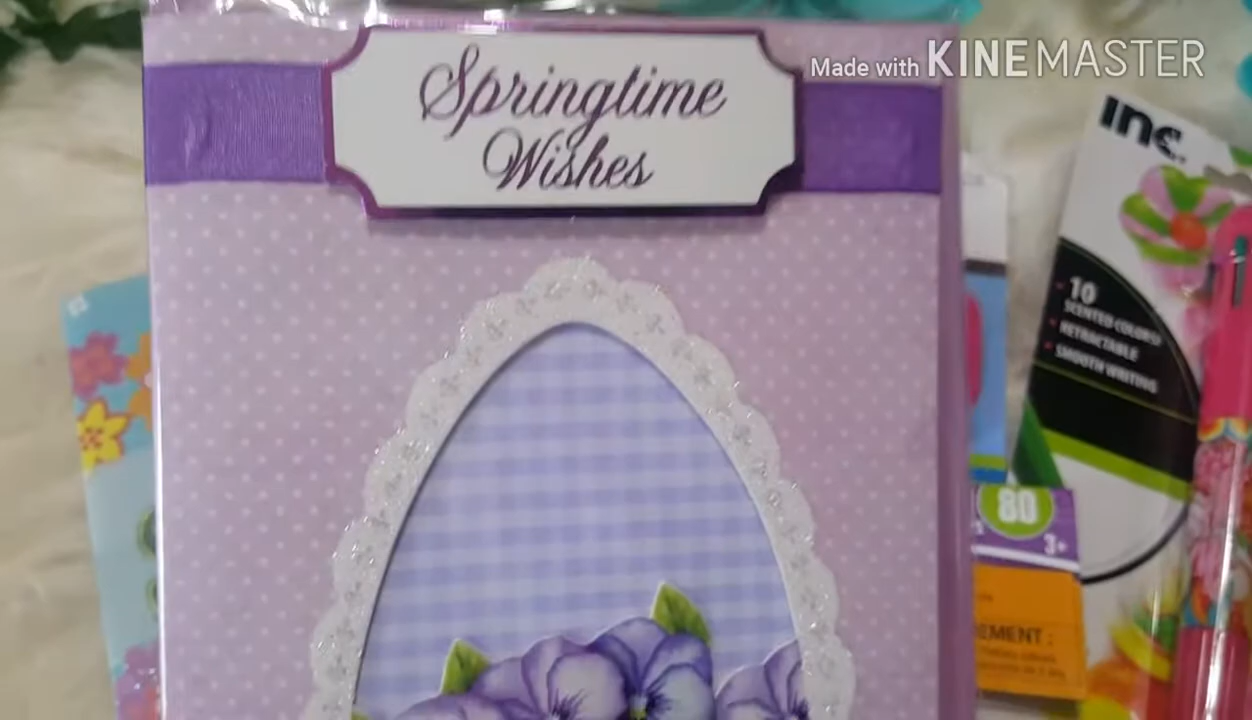 Springtime
Wishes
Made with KINEMASTER
INC.
10
SCENTED COLORS
RETRACTABLE
SMOOTH WRITING
80
3+
EMENT :